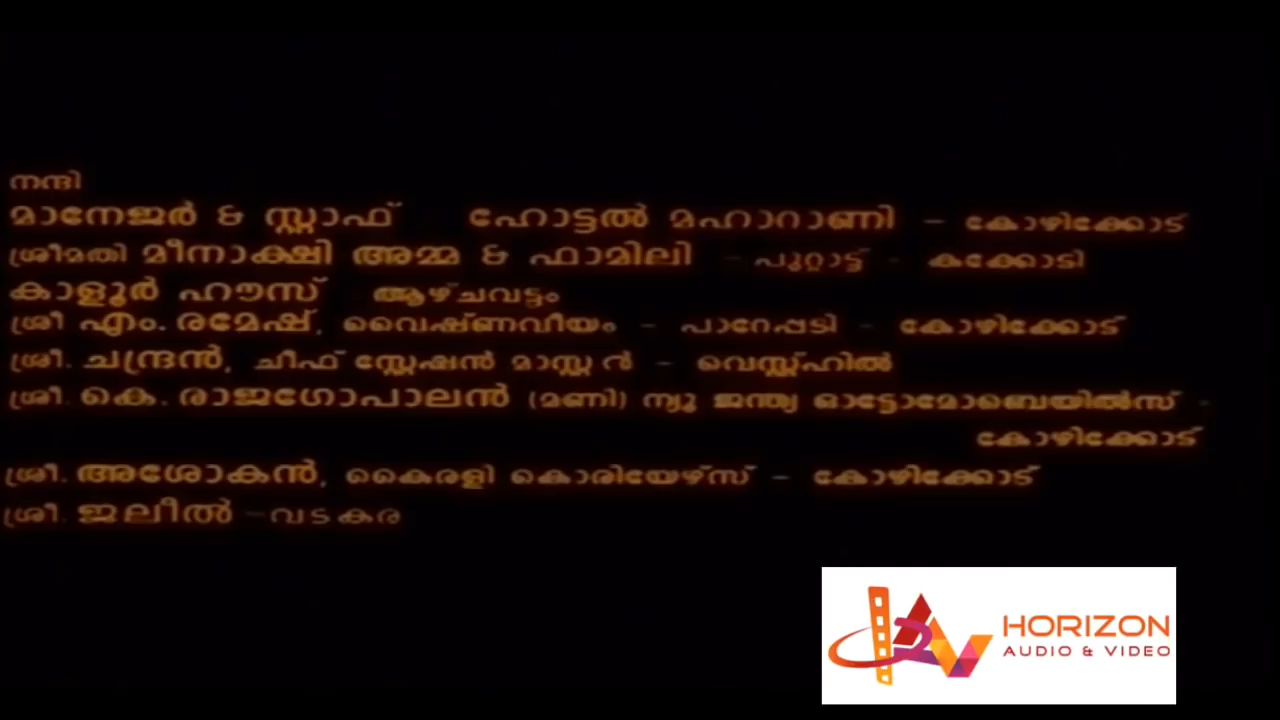 നന്ദി
മാനേജർ & സ്റ്റാഫ് ഹോട്ടൽ മഹാറാണി - കോഴിക്കോട്
ശ്രീമതി മീനാക്ഷി അമ്മ & ഫാമിലി - പൂറ്റാട്ട് - കക്കോടി
കാളൂർ ഹൗസ് ആഴ്ചവട്ടം
ശ്രീ എം. രമേഷ്, വൈഷ്ണവീയം - പാറേപ്പടി - കോഴിക്കോട്
ശ്രീ. ചന്ദ്രൻ, ചീഫ് സ്റ്റേഷൻ മാസ്റ്റർ - വെസ്റ്റ്ഹിൽ
ശ്രീ. കെ. രാജഗോപാലൻ (മണി) ന്യൂ ഇന്ത്യ ഓട്ടോമോബെയിൽസ് -
കോഴിക്കോട്
ശ്രീ. അശോകൻ, കൈരളി കൊരിയേഴ്സ് - കോഴിക്കോട്
ശ്രീ. ജലീൽ - വടകര
HORIZON
AUDIO & VIDEO